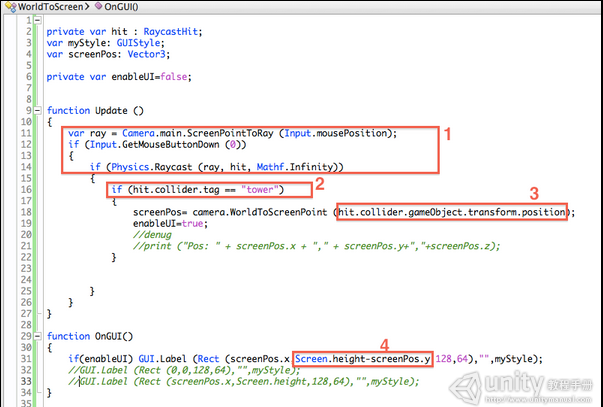 WorldToScreen > OnGUI()
1
2 private var hit : RaycastHit;
3 var myStyle: GUIStyle;
4 var screenPos: Vector3;
5
6 private var enableUI=false;
7
8
9 function Update ()
10 {
11 var ray = Camera.main.ScreenPointToRay (Input.mousePosition); 1
12 if (Input.GetMouseButtonDown (0))
13 {
14 if (Physics.Raycast (ray, hit, Mathf.Infinity))
15 { 2
16 if (hit.collider.tag == "tower")
17 { 3
18 screenPos= camera.WorldToScreenPoint (hit.collider.gameObject.transform.position);
19 enableUI=true;
20 //denug
21 //print ("Pos: " + screenPos.x + "," + screenPos.y+","+screenPos.z);
22 }
23
24
25 }
26 }
27 }
28
29 function OnGUI()
30 { 4
31 if(enableUI) GUI.Label (Rect (screenPos.x,Screen.height-screenPos.y,128,64),"",myStyle);
32 //GUI.Label (Rect (0,0,128,64),"",myStyle);
33 //GUI.Label (Rect (screenPos.x,Screen.height,128,64),"",myStyle);
34 }
unity 教程手册
http://www.unitymanual.com